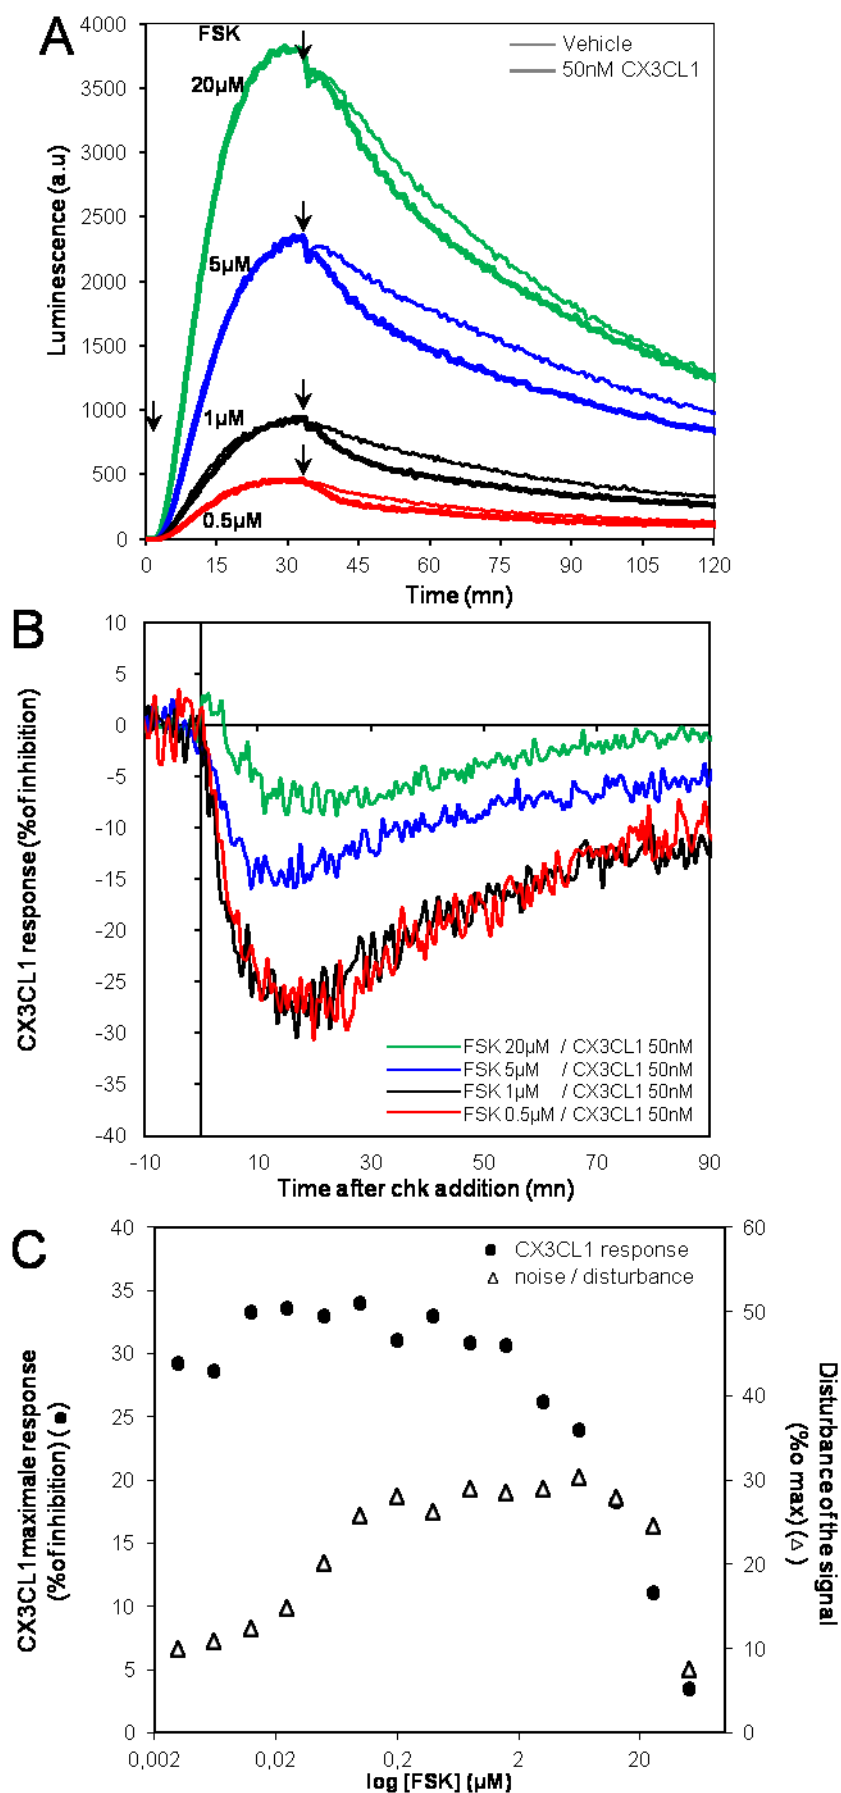 A
FSK
Vehicle
50nM CX3CL1
20µM
5µM
1µM
0.5µM
Luminescence (a.u)
4000
3500
3000
2500
2000
1500
1000
500
0
0 15 30 45 60 75 90 105 120
Time (mn)
B
CX3CL1 response (%of inhibition)
10
5
0
-5
-10
-15
-20
-25
-30
-35
-40
FSK 20µM / CX3CL1 50nM
FSK 5µM / CX3CL1 50nM
FSK 1µM / CX3CL1 50nM
FSK 0.5µM / CX3CL1 50nM
-10 10 30 50 70 90
Time after chk addition (mn)
C
CX3CL1 maximale response
(%of inhibition) (●)
40
35
30
25
20
15
10
5
0
CX3CL1 response
noise / disturbance
60
50
40
30
20
10
0
Disturbance of the signal
(%o max) (△)
0,002 0,02 0,2 2 20
log [FSK] (µM)